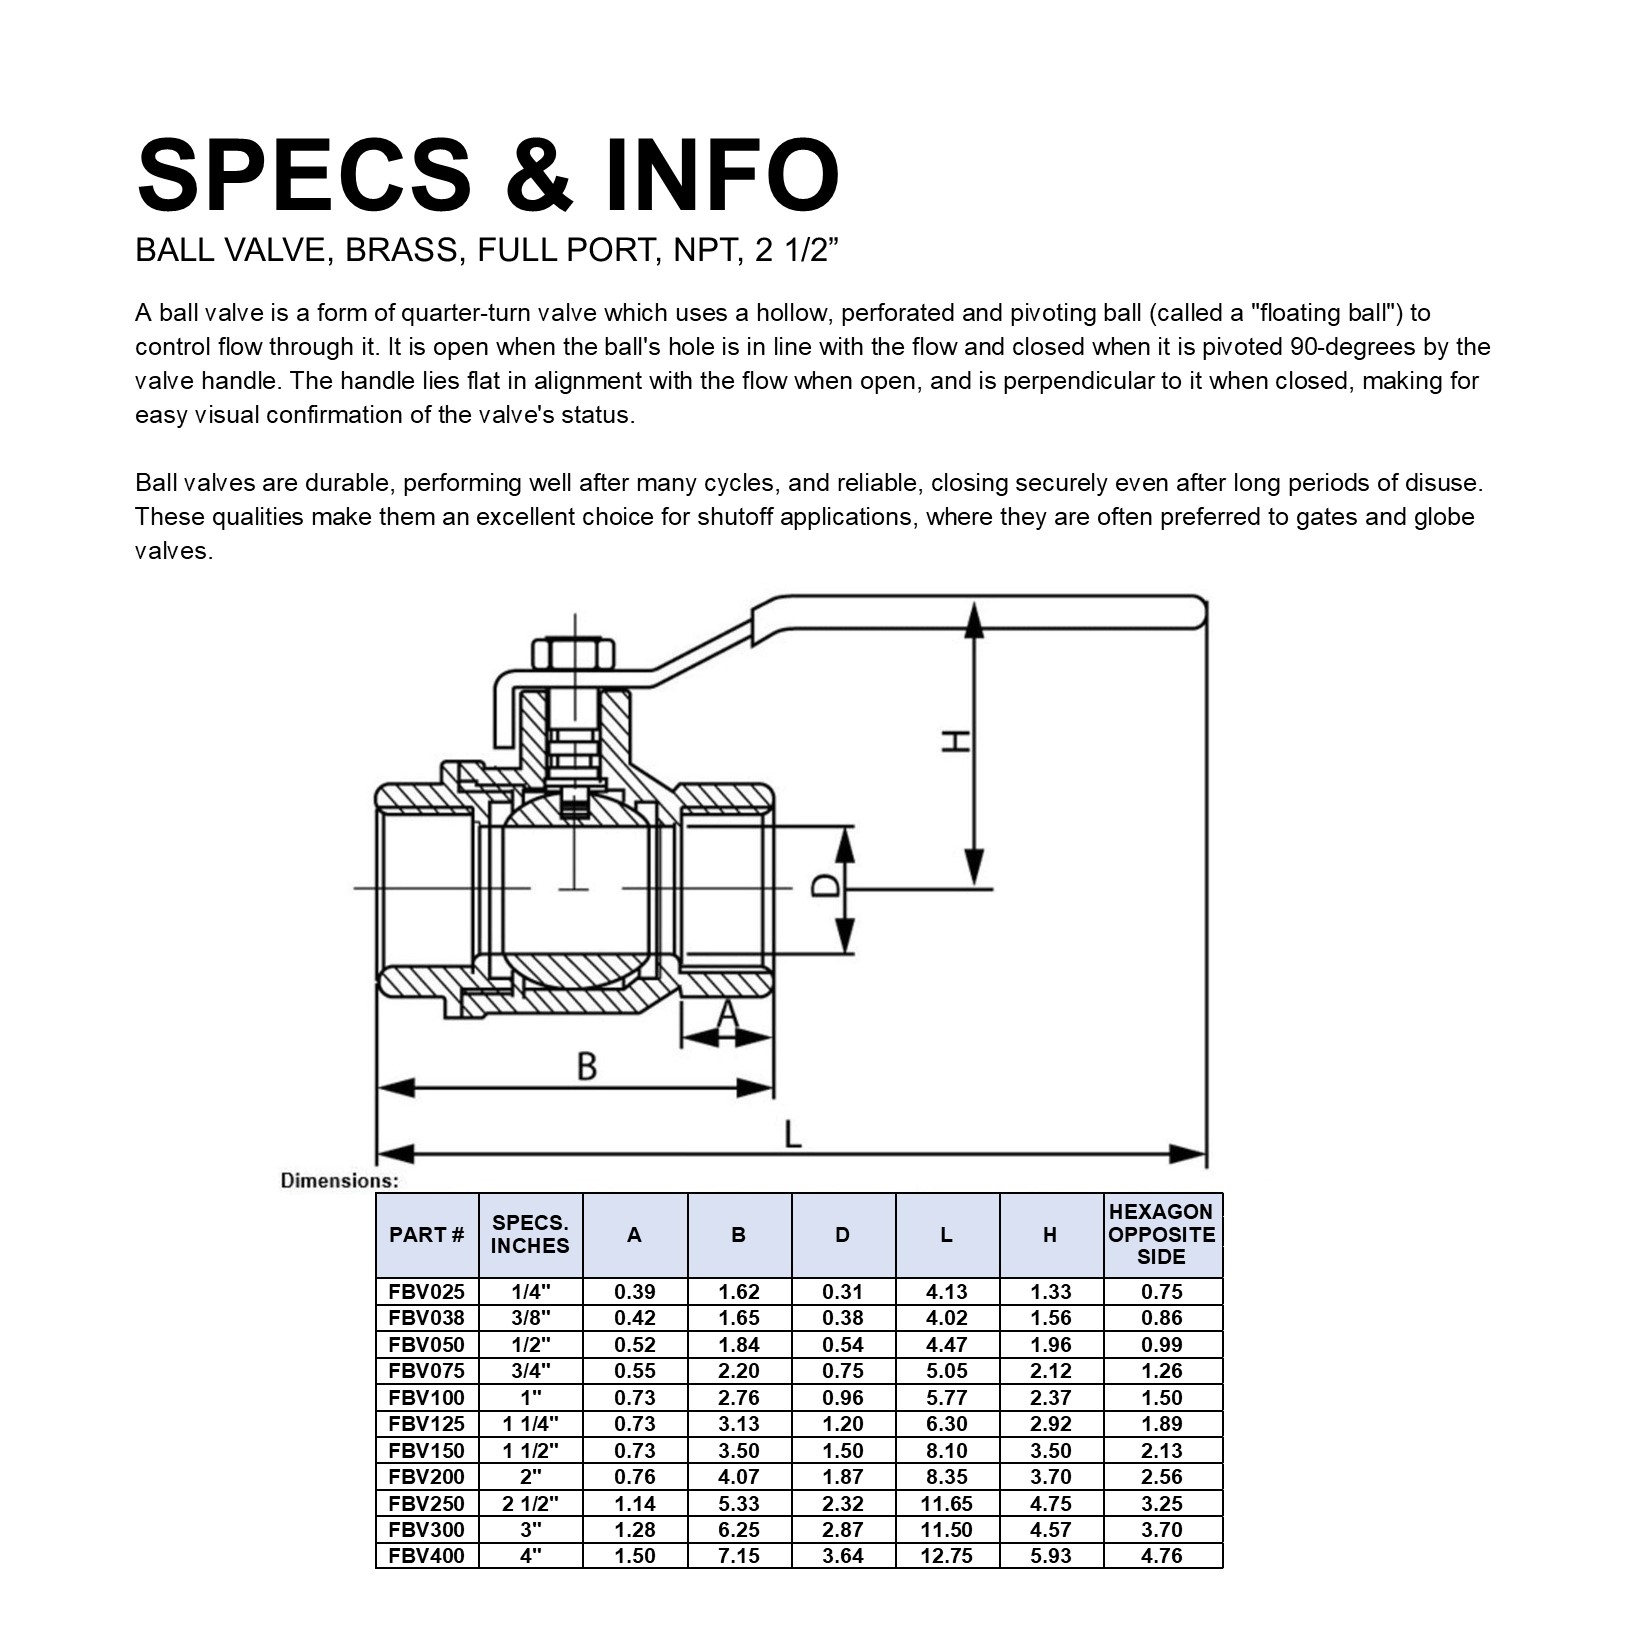 SPECS & INFO
BALL VALVE, BRASS, FULL PORT, NPT, 2 1/2”
A ball valve is a form of quarter-turn valve which uses a hollow, perforated and pivoting ball (called a "floating ball") to
control flow through it. It is open when the ball's hole is in line with the flow and closed when it is pivoted 90-degrees by the
valve handle. The handle lies flat in alignment with the flow when open, and is perpendicular to it when closed, making for
easy visual confirmation of the valve's status.
Ball valves are durable, performing well after many cycles, and reliable, closing securely even after long periods of disuse.
These qualities make them an excellent choice for shutoff applications, where they are often preferred to gates and globe
valves.
H
D
A
B
L
Dimensions:
PART # SPECS. INCHES A B D L H HEXAGON OPPOSITE SIDE
FBV025 1/4" 0.39 1.62 0.31 4.13 1.33 0.75
FBV038 3/8" 0.42 1.65 0.38 4.02 1.56 0.86
FBV050 1/2" 0.52 1.84 0.54 4.47 1.96 0.99
FBV075 3/4" 0.55 2.20 0.75 5.05 2.12 1.26
FBV100 1" 0.73 2.76 0.96 5.77 2.37 1.50
FBV125 1 1/4" 0.73 3.13 1.20 6.30 2.92 1.89
FBV150 1 1/2" 0.73 3.50 1.50 8.10 3.50 2.13
FBV200 2" 0.76 4.07 1.87 8.35 3.70 2.56
FBV250 2 1/2" 1.14 5.33 2.32 11.65 4.75 3.25
FBV300 3" 1.28 6.25 2.87 11.50 4.57 3.70
FBV400 4" 1.50 7.15 3.64 12.75 5.93 4.76